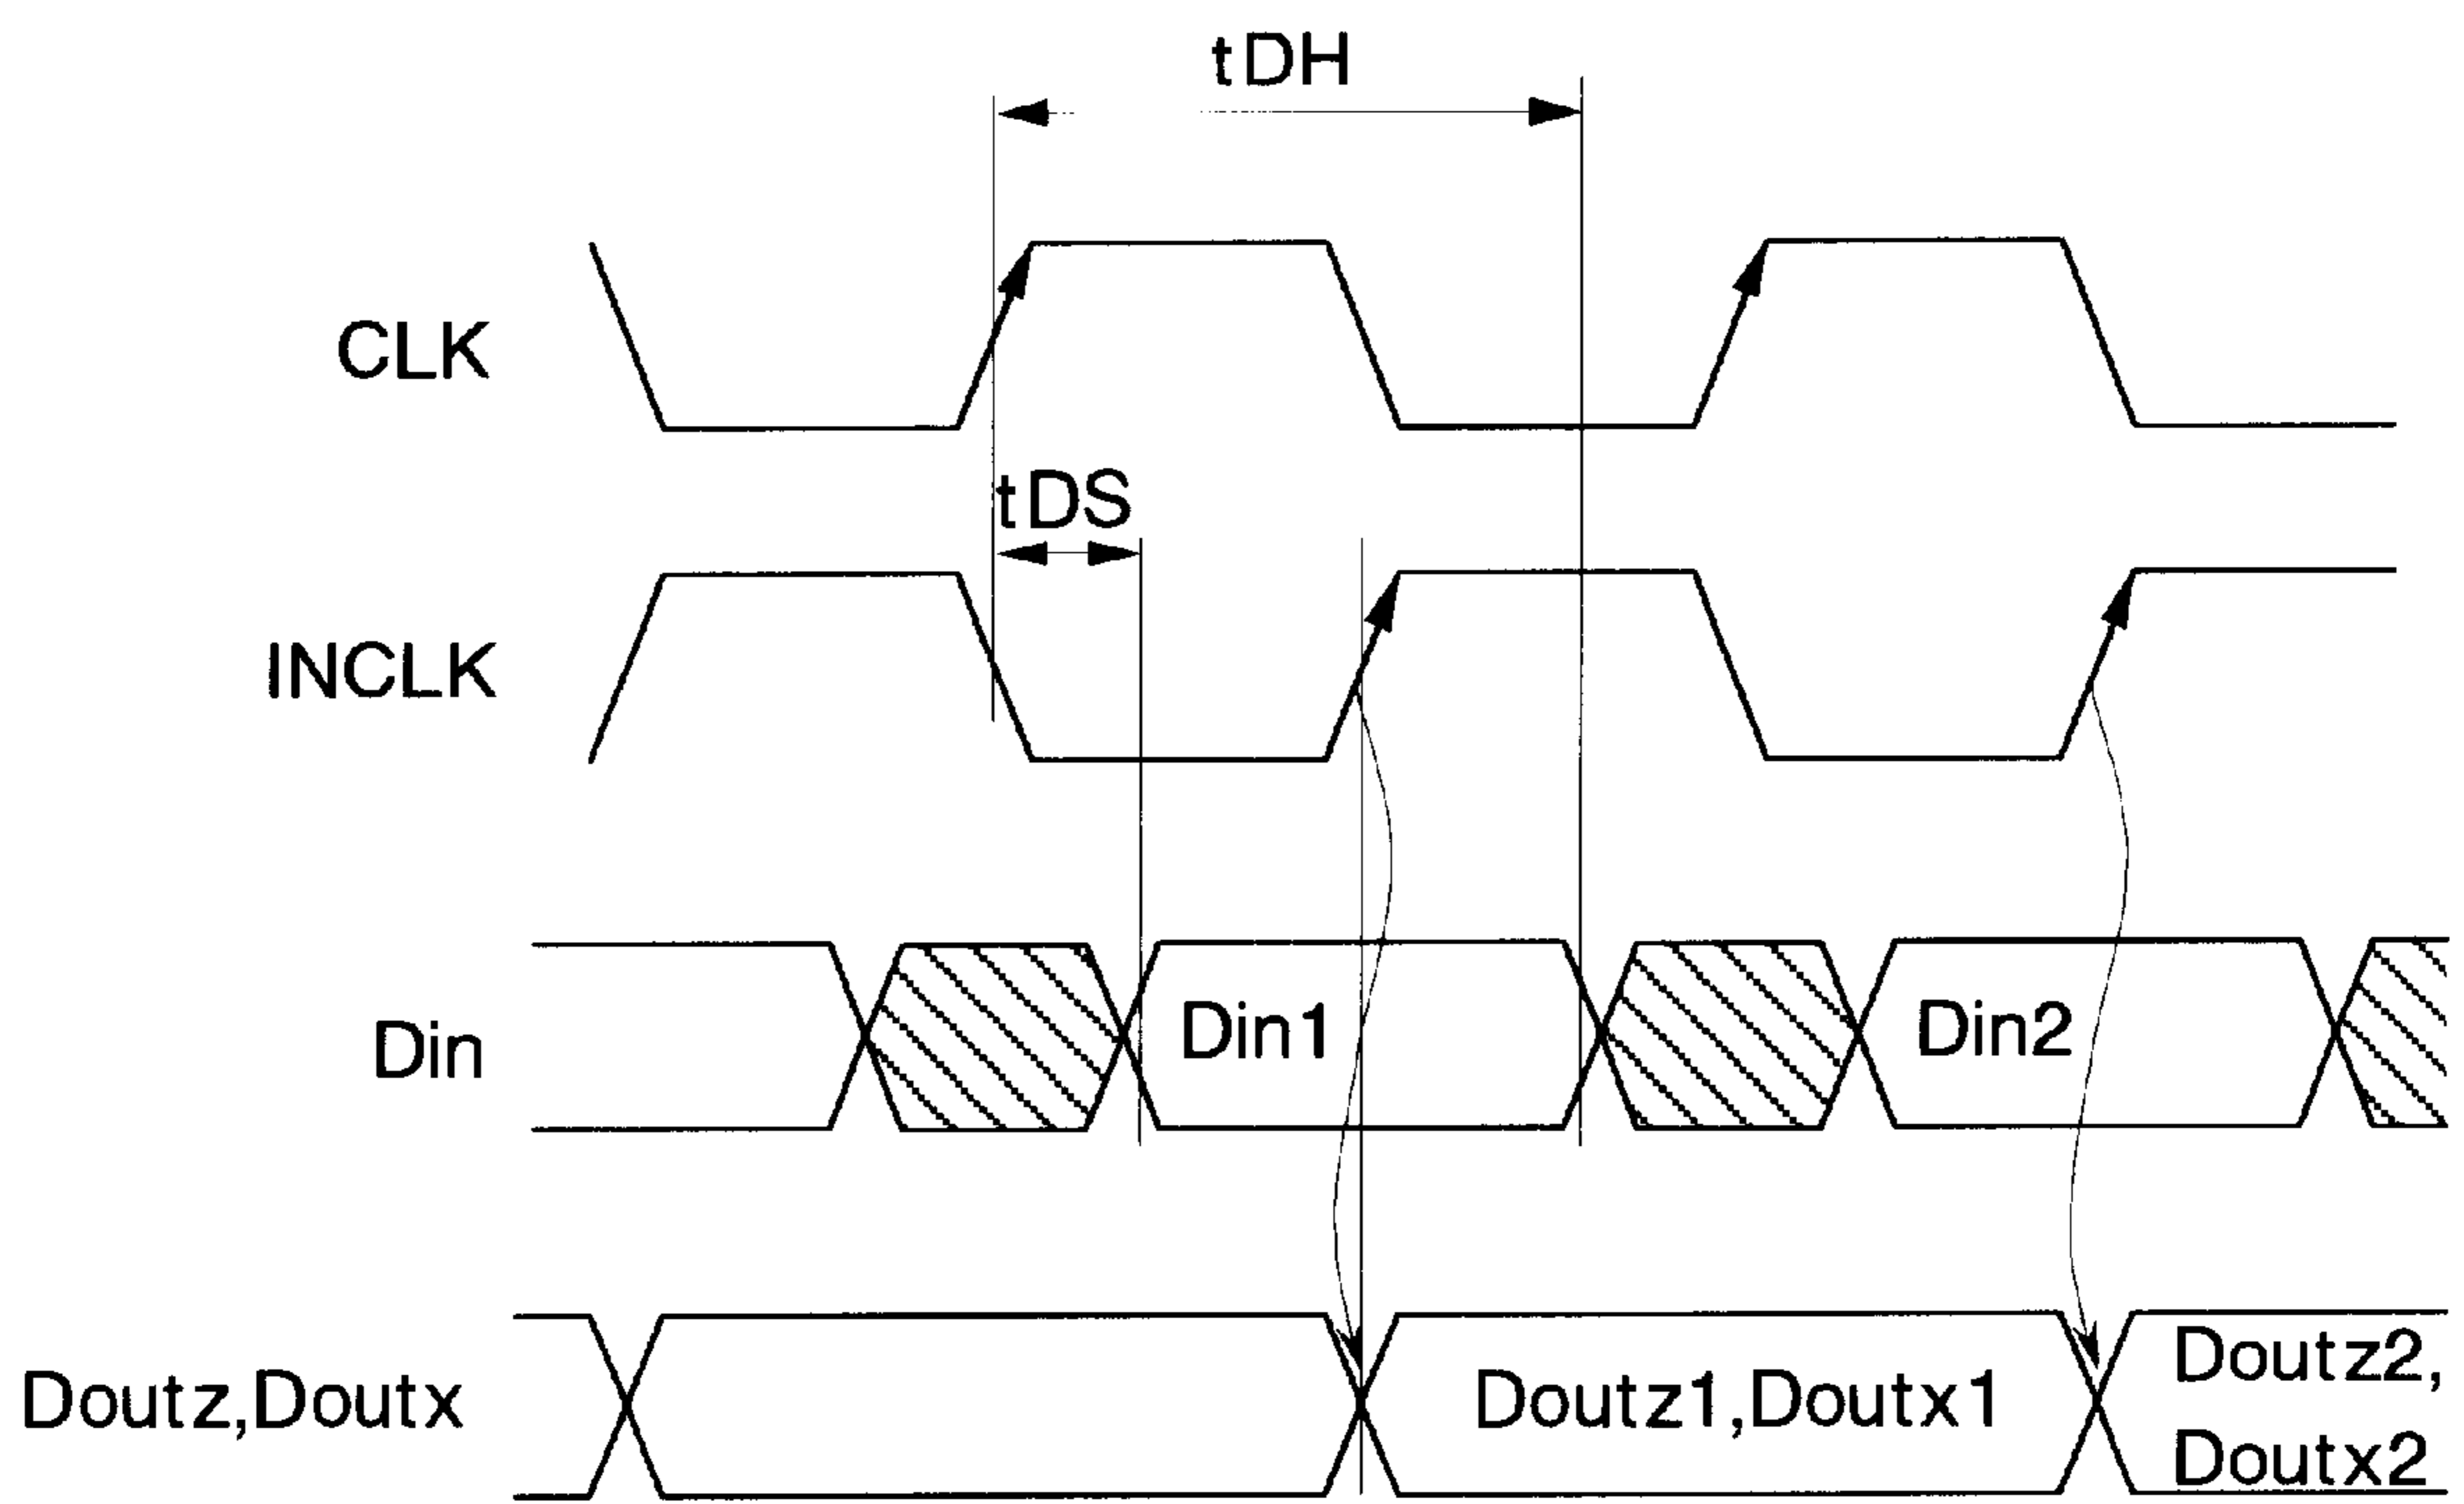 tDH
CLK
tDS
INCLK
Din
Din1
Din2
Doutz,Doutx
Doutz1,Doutx1
Doutz2,
Doutx2